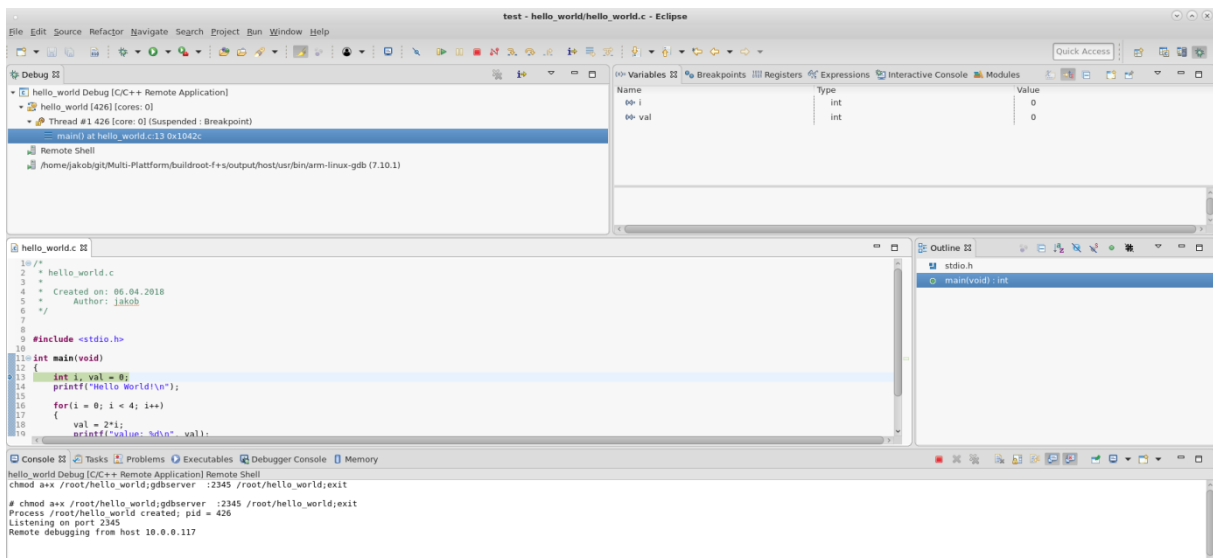 test - hello_world/hello_world.c - Eclipse
File Edit Source Refactor Navigate Search Project Run Window Help
Quick Access
Debug
hello_world Debug [C/C++ Remote Application]
hello_world [426] [cores: 0]
Thread #1 426 [core: 0] (Suspended : Breakpoint)
main() at hello_world.c:13 0x1042c
Remote Shell
/home/jakob/git/Multi-Plattform/buildroot-f+s/output/host/usr/bin/arm-linux-gdb (7.10.1)
Variables Breakpoints Registers Expressions Interactive Console Modules
Name Type Value
i int 0
val int 0
hello_world.c
1 /*
2 * hello_world.c
3 *
4 * Created on: 06.04.2018
5 * Author: jakob
6 */
7
8
9 #include <stdio.h>
10
11 int main(void)
12 {
13 int i, val = 0;
14 printf("Hello World!\n");
15
16 for(i = 0; i < 4; i++)
17 {
18 val = 2*i;
19 printf("value: %d\n", val);
Outline
stdio.h
main(void) : int
Console Tasks Problems Executables Debugger Console Memory
hello_world Debug [C/C++ Remote Application] Remote Shell
chmod a+x /root/hello_world;gdbserver :2345 /root/hello_world;exit
# chmod a+x /root/hello_world;gdbserver :2345 /root/hello_world;exit
Process /root/hello_world created; pid = 426
Listening on port 2345
Remote debugging from host 10.0.0.117